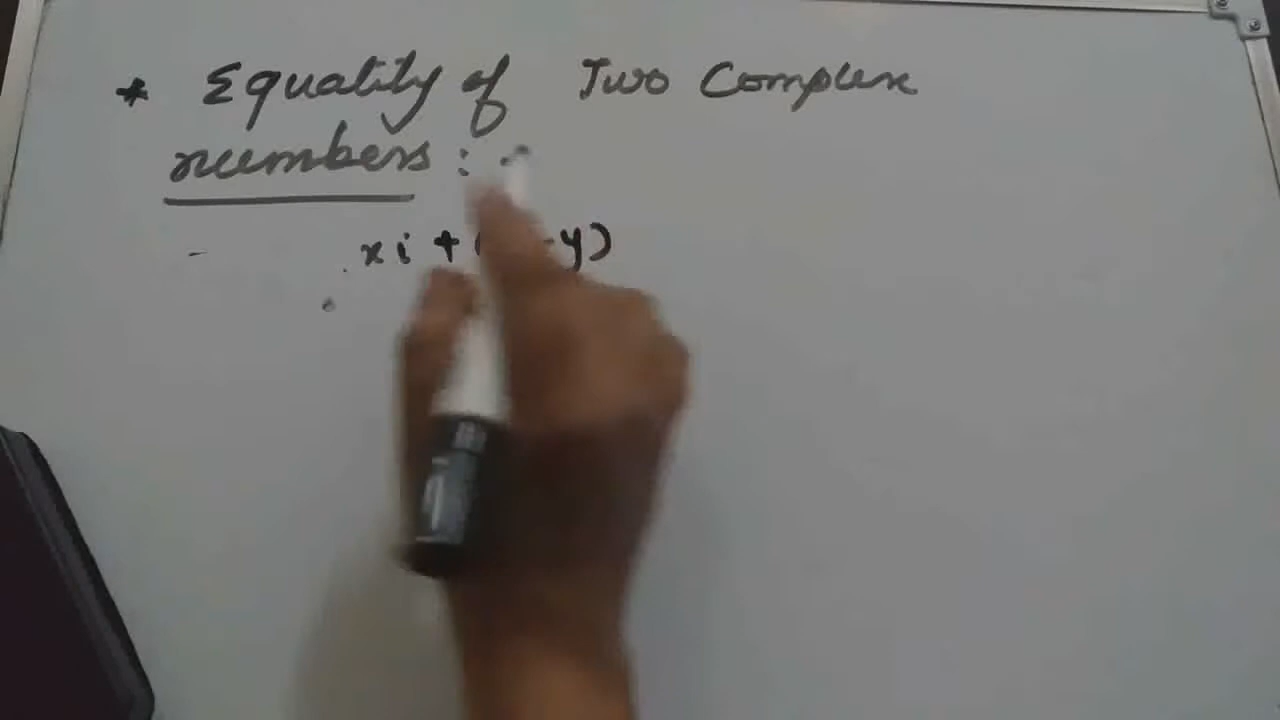 * Equality of Two Complex
numbers :-
xi + ( -y)